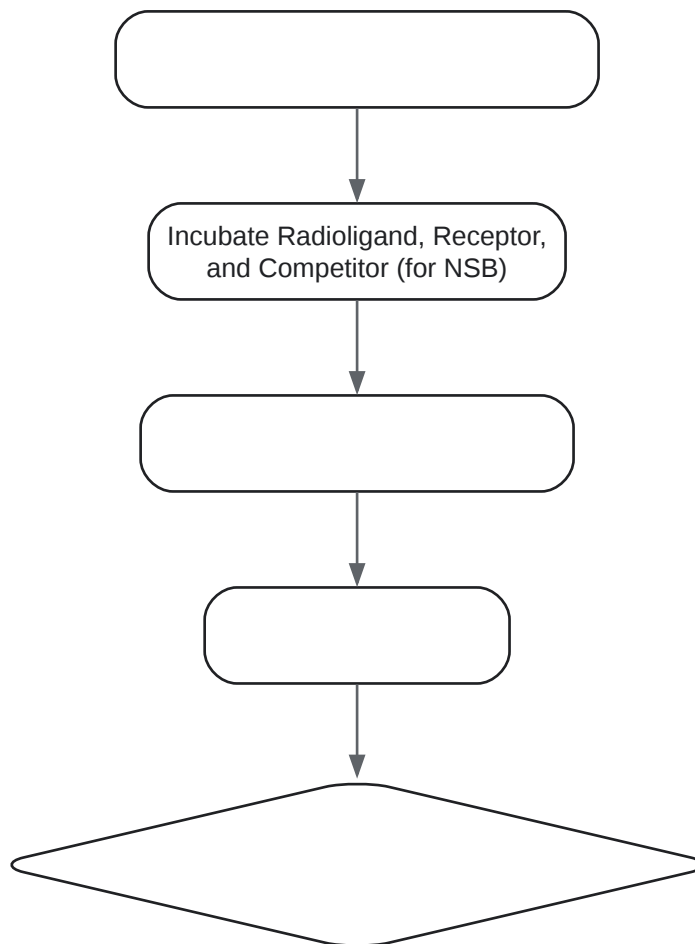 Incubate Radioligand, Receptor,
and Competitor (for NSB)